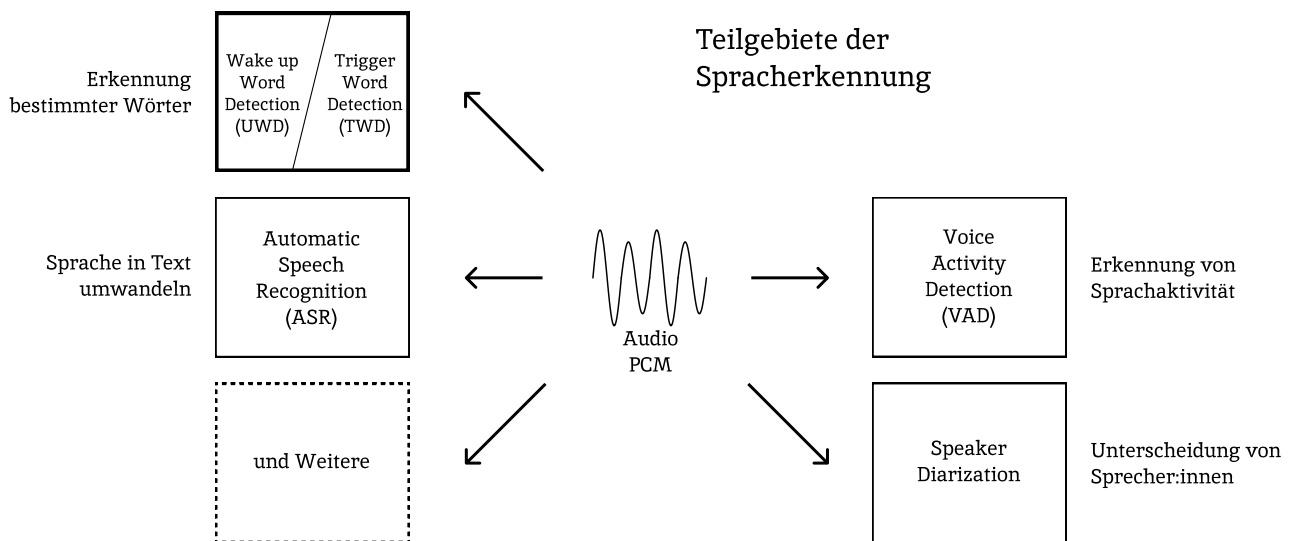 Teilgebiete der
Spracherkennung
Erkennung
bestimmter Wörter
Wake up
Word
Detection
(UWD)
Trigger
Word
Detection
(TWD)
Sprache in Text
umwandeln
Automatic
Speech
Recognition
(ASR)
und Weitere
Audio
PCM
Voice
Activity
Detection
(VAD)
Erkennung von
Sprachaktivität
Speaker
Diarization
Unterscheidung von
Sprecher:innen